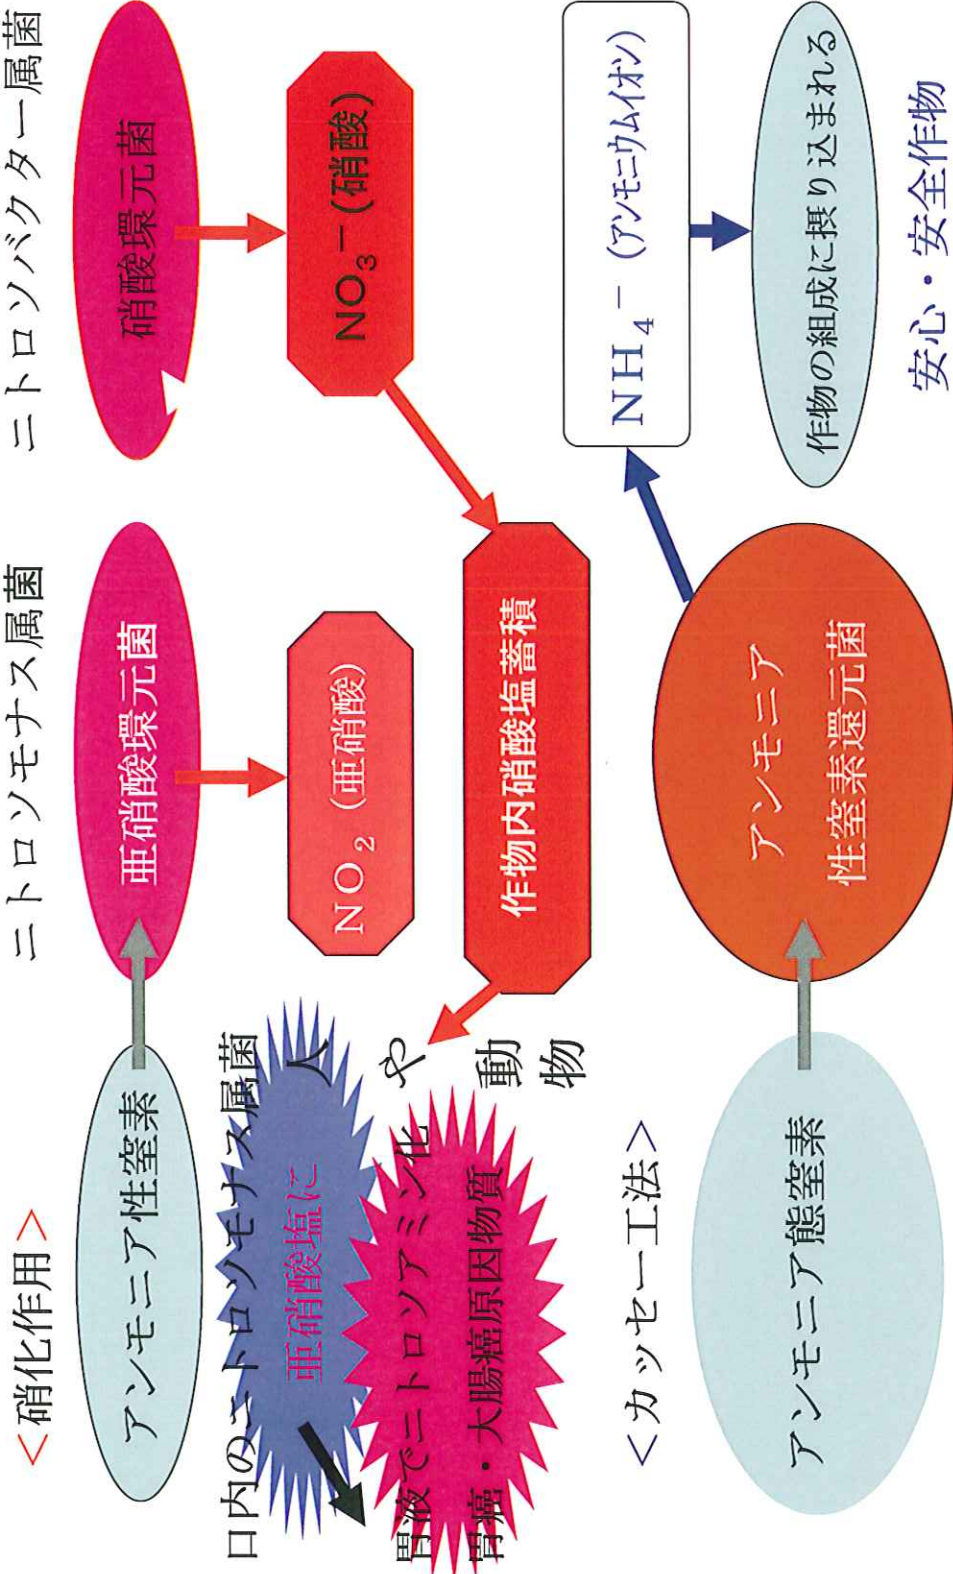 <硝化作用>
ニトロソモナス属菌
ニトロソバクター属菌
アンモニア性窒素
亜硝酸環元菌
硝酸環元菌
口内のニトロソモナス属菌
亜硝酸塩に
NO₂ (亜硝酸)
NO₃⁻(硝酸)
人や動物
胃液でニトロソアミン化
胃癌・大腸癌原因物質
作物内硝酸塩蓄積
<カッセー工法>
NH₄⁻ (アンモニウムイオン)
アンモニア態窒素
アンモニア
性窒素還元菌
作物の組成に摂り込まれる
安心・安全作物